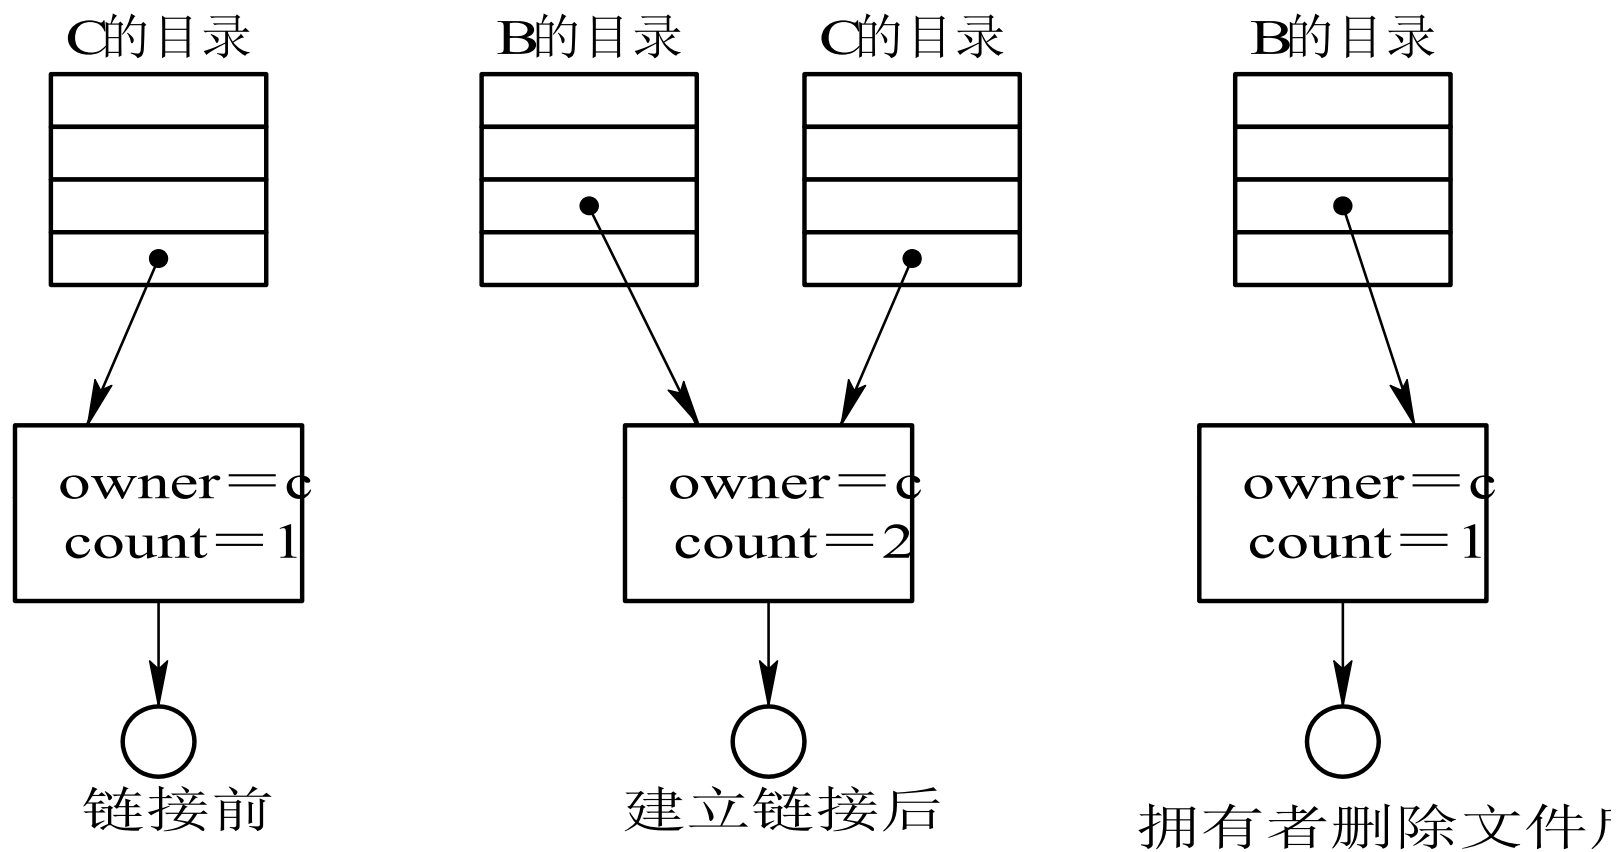 C的目录
B的目录
C的目录
B的目录
owner＝c
count＝1
owner＝c
count＝2
owner＝c
count＝1
链接前
建立链接后
拥有者删除文件